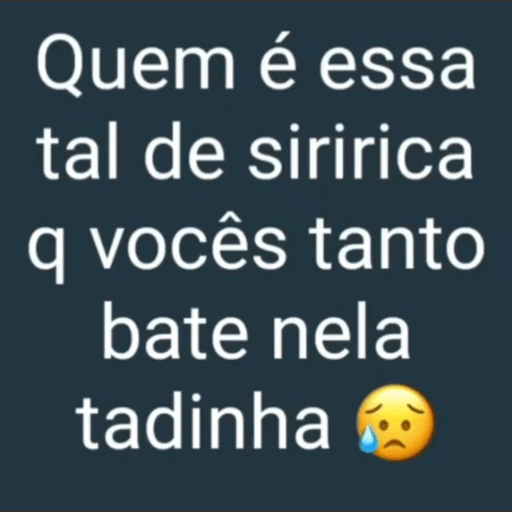 Quem é essa
tal de siririca
q vocês tanto
bate nela
tadinha 😥